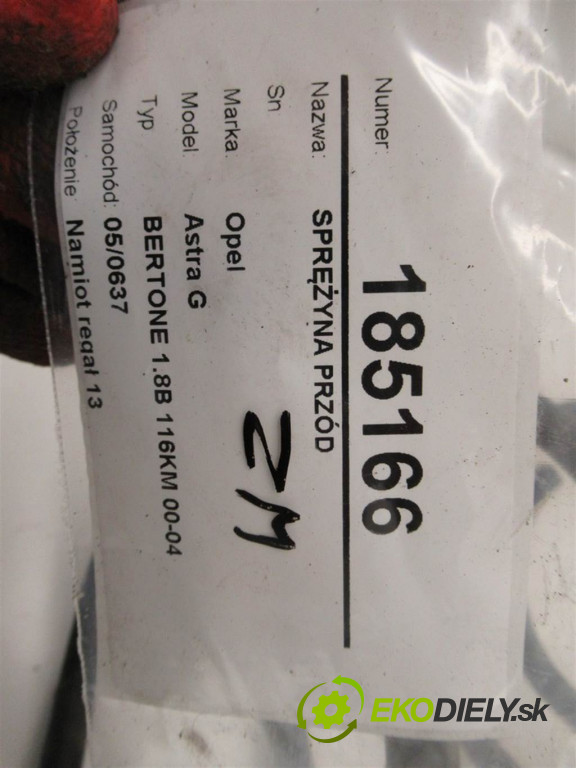 Numer: 185166
Nazwa: SPRĘŻYNA PRZÓD
Sn
Marka: Opel
Model: Astra G
Typ BERTONE 1.8B 116KM 00-04
Samochód: 05/0637
Położenie: Namiot regał 13
ZM
EKODIELY.sk